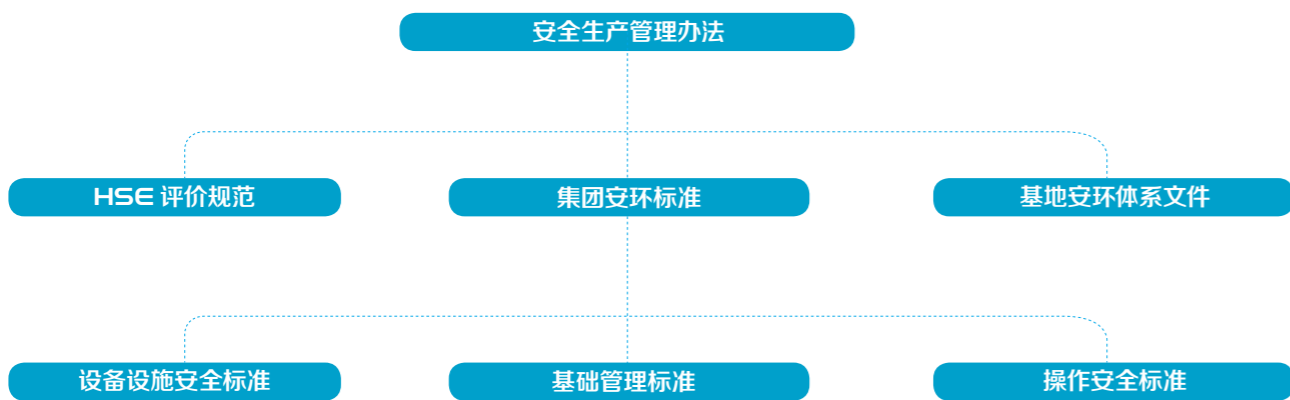 安全生产管理办法
HSE 评价规范
集团安环标准
基地安环体系文件
设备设施安全标准
基础管理标准
操作安全标准